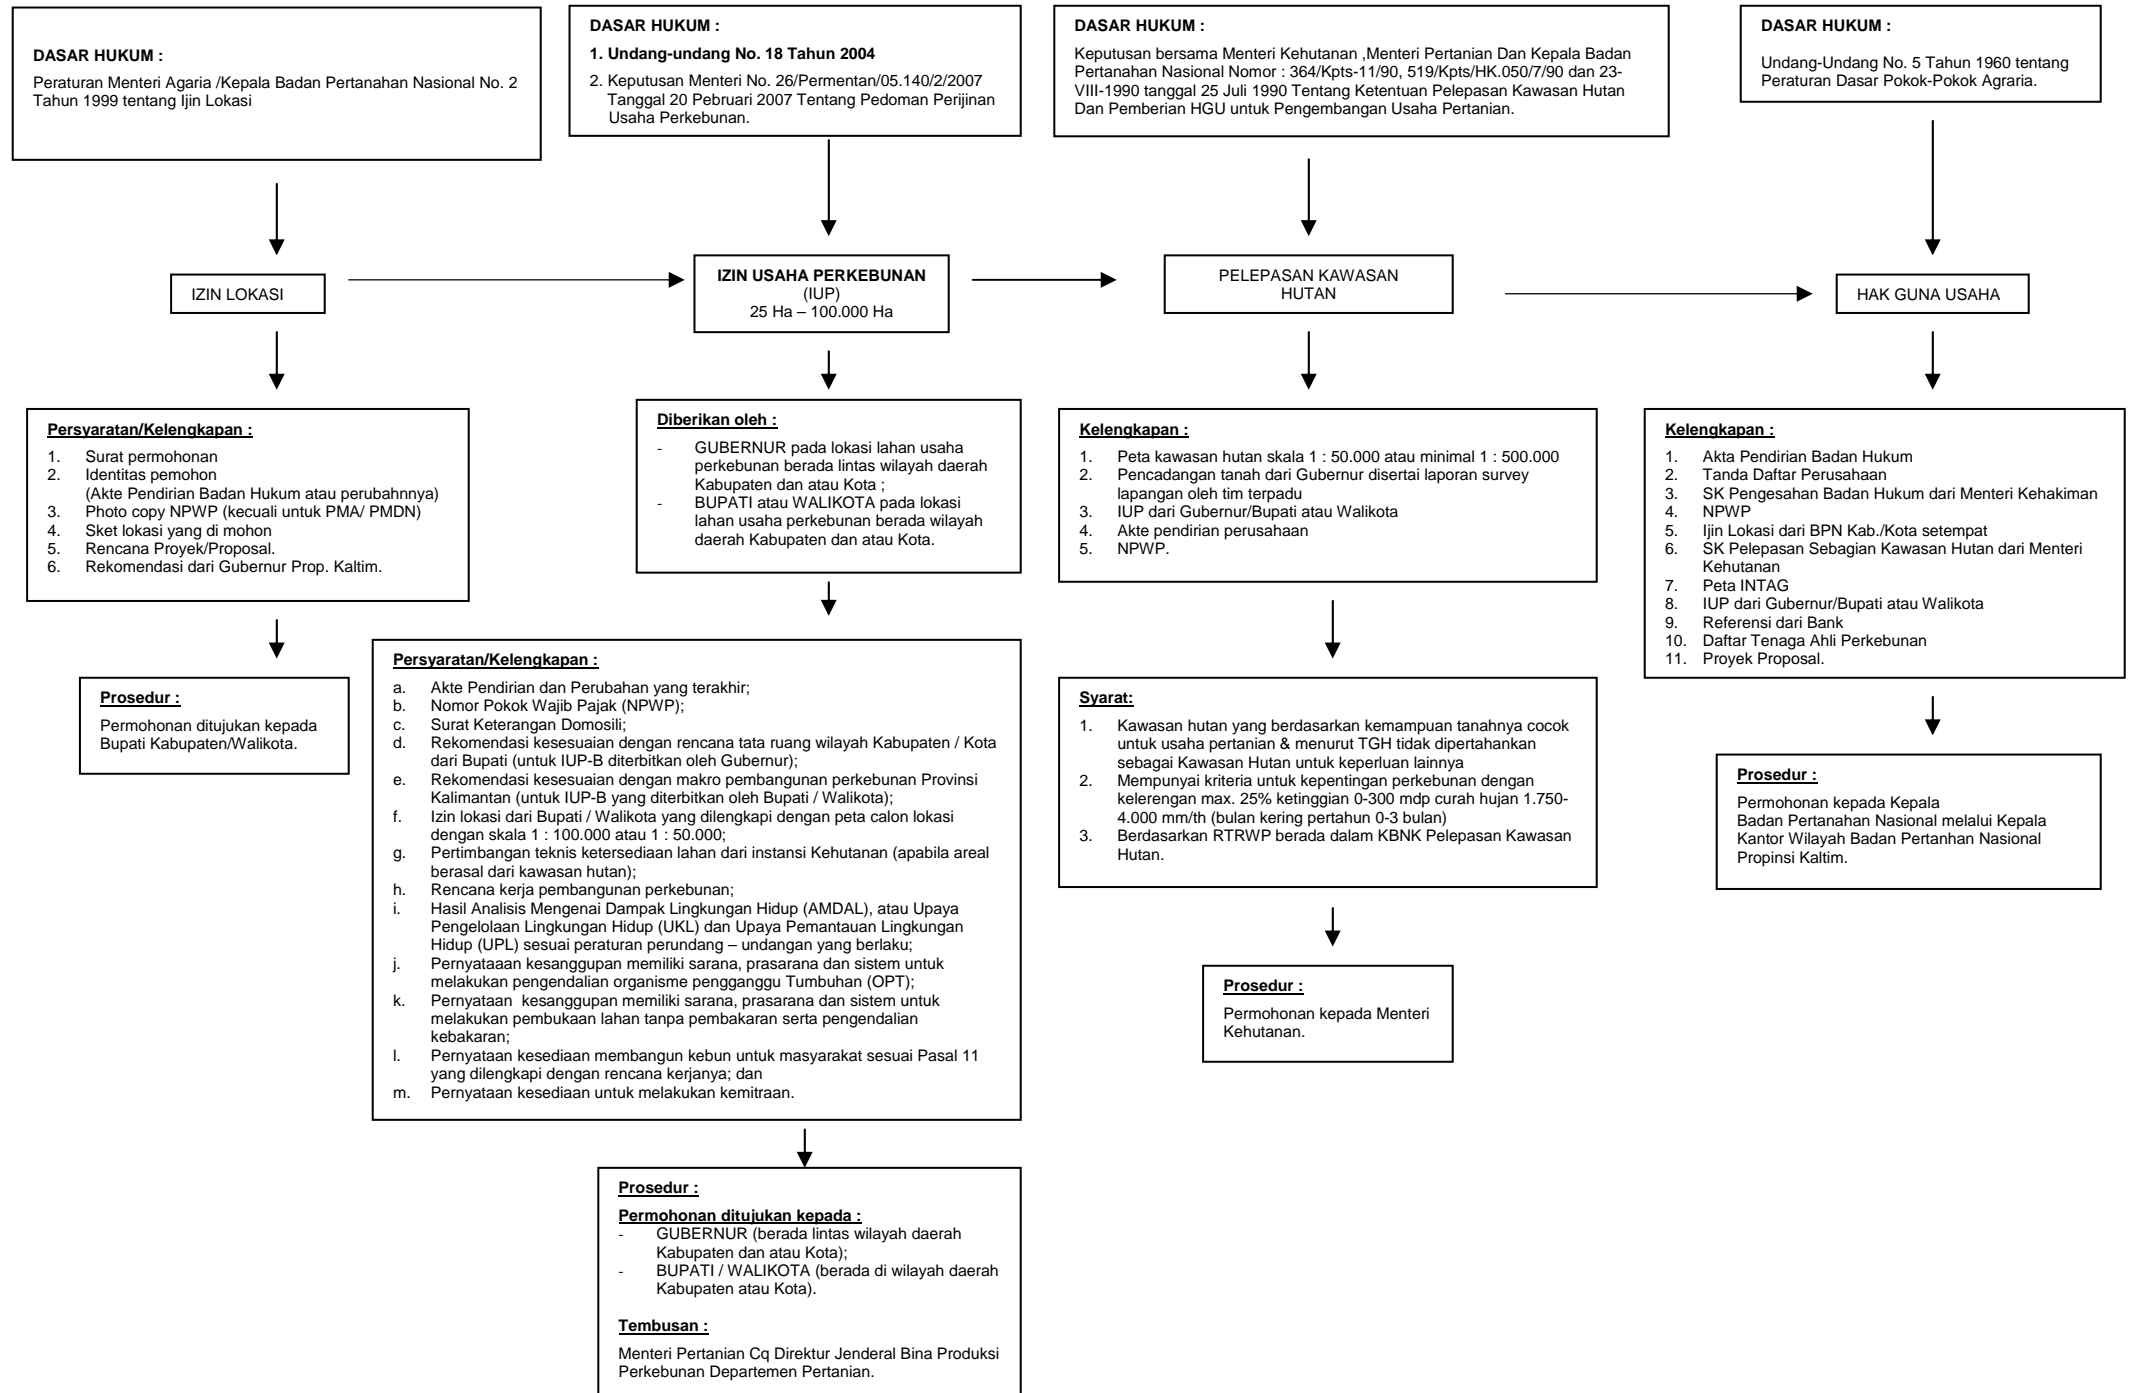 DASAR HUKUM :
Peraturan Menteri Agaria /Kepala Badan Pertanahan Nasional No. 2
Tahun 1999 tentang Ijin Lokasi
DASAR HUKUM :
1. Undang-undang No. 18 Tahun 2004
2. Keputusan Menteri No. 26/Permentan/05.140/2/2007
Tanggal 20 Pebruari 2007 Tentang Pedoman Perijinan
Usaha Perkebunan.
DASAR HUKUM :
Keputusan bersama Menteri Kehutanan ,Menteri Pertanian Dan Kepala Badan
Pertanahan Nasional Nomor : 364/Kpts-11/90, 519/Kpts/HK.050/7/90 dan 23-
VIII-1990 tanggal 25 Juli 1990 Tentang Ketentuan Pelepasan Kawasan Hutan
Dan Pemberian HGU untuk Pengembangan Usaha Pertanian.
DASAR HUKUM :
Undang-Undang No. 5 Tahun 1960 tentang
Peraturan Dasar Pokok-Pokok Agraria.
IZIN LOKASI
IZIN USAHA PERKEBUNAN
(IUP)
25 Ha – 100.000 Ha
PELEPASAN KAWASAN
HUTAN
HAK GUNA USAHA
Persyaratan/Kelengkapan :
1. Surat permohonan
2. Identitas pemohon
(Akte Pendirian Badan Hukum atau perubahnnya)
3. Photo copy NPWP (kecuali untuk PMA/ PMDN)
4. Sket lokasi yang di mohon
5. Rencana Proyek/Proposal.
6. Rekomendasi dari Gubernur Prop. Kaltim.
Prosedur :
Permohonan ditujukan kepada
Bupati Kabupaten/Walikota.
Diberikan oleh :
- GUBERNUR pada lokasi lahan usaha
perkebunan berada lintas wilayah daerah
Kabupaten dan atau Kota ;
- BUPATI atau WALIKOTA pada lokasi
lahan usaha perkebunan berada wilayah
daerah Kabupaten dan atau Kota.
Persyaratan/Kelengkapan :
a. Akte Pendirian dan Perubahan yang terakhir;
b. Nomor Pokok Wajib Pajak (NPWP);
c. Surat Keterangan Domosili;
d. Rekomendasi kesesuaian dengan rencana tata ruang wilayah Kabupaten / Kota
dari Bupati (untuk IUP-B diterbitkan oleh Gubernur);
e. Rekomendasi kesesuaian dengan makro pembangunan perkebunan Provinsi
Kalimantan (untuk IUP-B yang diterbitkan oleh Bupati / Walikota);
f. Izin lokasi dari Bupati / Walikota yang dilengkapi dengan peta calon lokasi
dengan skala 1 : 100.000 atau 1 : 50.000;
g. Pertimbangan teknis ketersediaan lahan dari instansi Kehutanan (apabila areal
berasal dari kawasan hutan);
h. Rencana kerja pembangunan perkebunan;
i. Hasil Analisis Mengenai Dampak Lingkungan Hidup (AMDAL), atau Upaya
Pengelolaan Lingkungan Hidup (UKL) dan Upaya Pemantauan Lingkungan
Hidup (UPL) sesuai peraturan perundang – undangan yang berlaku;
j. Pernyataaan kesanggupan memiliki sarana, prasarana dan sistem untuk
melakukan pengendalian organisme pengganggu Tumbuhan (OPT);
k. Pernyataan kesanggupan memiliki sarana, prasarana dan sistem untuk
melakukan pembukaan lahan tanpa pembakaran serta pengendalian
kebakaran;
l. Pernyataan kesediaan membangun kebun untuk masyarakat sesuai Pasal 11
yang dilengkapi dengan rencana kerjanya; dan
m. Pernyataan kesediaan untuk melakukan kemitraan.
Prosedur :
Permohonan ditujukan kepada :
- GUBERNUR (berada lintas wilayah daerah
Kabupaten dan atau Kota);
- BUPATI / WALIKOTA (berada di wilayah daerah
Kabupaten atau Kota).
Tembusan :
Menteri Pertanian Cq Direktur Jenderal Bina Produksi
Perkebunan Departemen Pertanian.
Kelengkapan :
1. Peta kawasan hutan skala 1 : 50.000 atau minimal 1 : 500.000
2. Pencadangan tanah dari Gubernur disertai laporan survey
lapangan oleh tim terpadu
3. IUP dari Gubernur/Bupati atau Walikota
4. Akte pendirian perusahaan
5. NPWP.
Syarat:
1. Kawasan hutan yang berdasarkan kemampuan tanahnya cocok
untuk usaha pertanian & menurut TGH tidak dipertahankan
sebagai Kawasan Hutan untuk keperluan lainnya
2. Mempunyai kriteria untuk kepentingan perkebunan dengan
kelerengan max. 25% ketinggian 0-300 mdp curah hujan 1.750-
4.000 mm/th (bulan kering pertahun 0-3 bulan)
3. Berdasarkan RTRWP berada dalam KBNK Pelepasan Kawasan
Hutan.
Prosedur :
Permohonan kepada Menteri
Kehutanan.
Kelengkapan :
1. Akta Pendirian Badan Hukum
2. Tanda Daftar Perusahaan
3. SK Pengesahan Badan Hukum dari Menteri Kehakiman
4. NPWP
5. Ijin Lokasi dari BPN Kab./Kota setempat
6. SK Pelepasan Sebagian Kawasan Hutan dari Menteri
Kehutanan
7. Peta INTAG
8. IUP dari Gubernur/Bupati atau Walikota
9. Referensi dari Bank
10. Daftar Tenaga Ahli Perkebunan
11. Proyek Proposal.
Prosedur :
Permohonan kepada Kepala
Badan Pertanahan Nasional melalui Kepala
Kantor Wilayah Badan Pertanhan Nasional
Propinsi Kaltim.